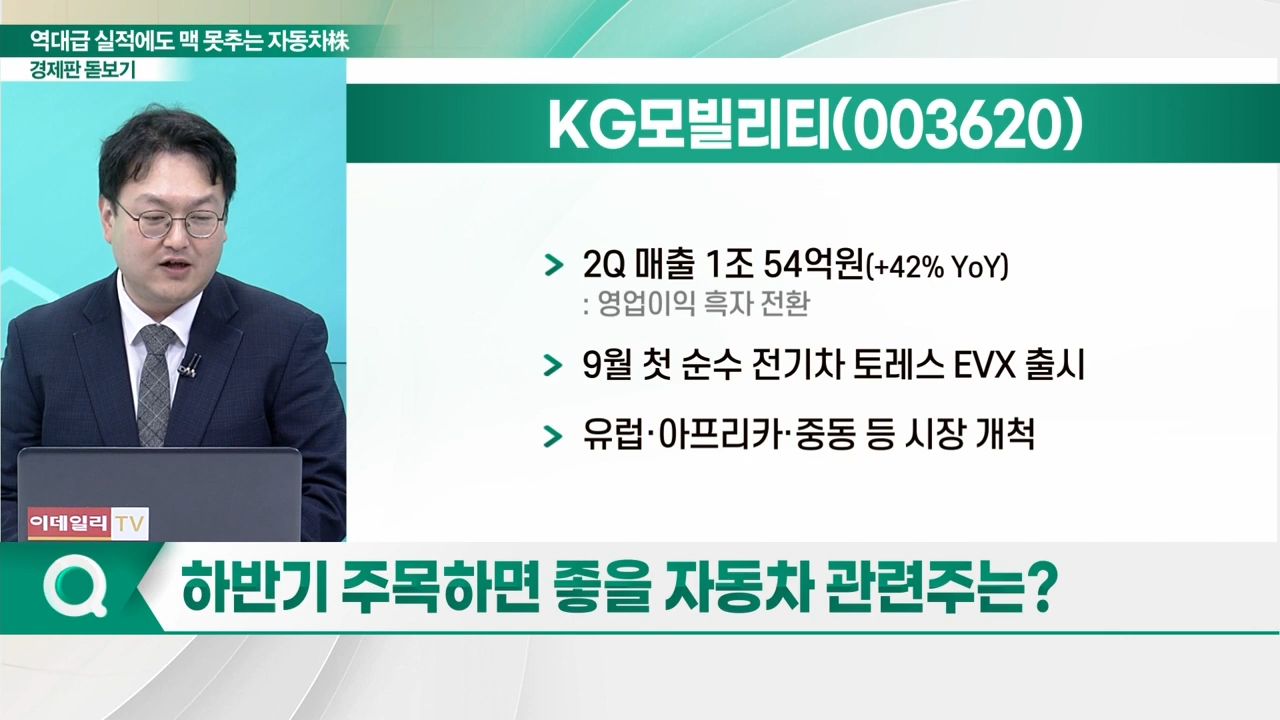 역대급 실적에도 맥 못추는 자동차株
경제판 돋보기
KG모빌리티(003620)
2Q 매출 1조 54억원(+42% YoY)
: 영업이익 흑자 전환
9월 첫 순수 전기차 토레스 EVX 출시
유럽·아프리카·중동 등 시장 개척
이데일리 TV
Q 하반기 주목하면 좋을 자동차 관련주는?